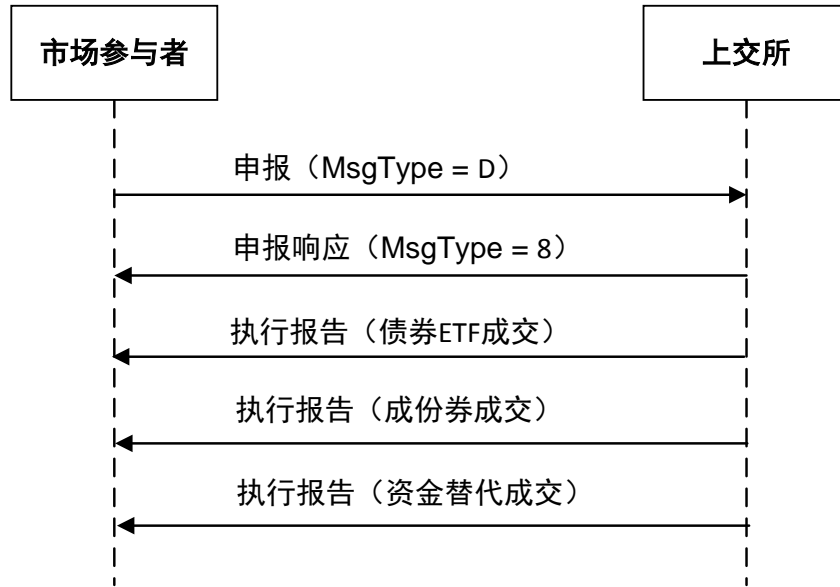 市场参与者
上交所
申报（MsgType = D）
申报响应（MsgType = 8）
执行报告（债券ETF成交）
执行报告（成份券成交）
执行报告（资金替代成交）